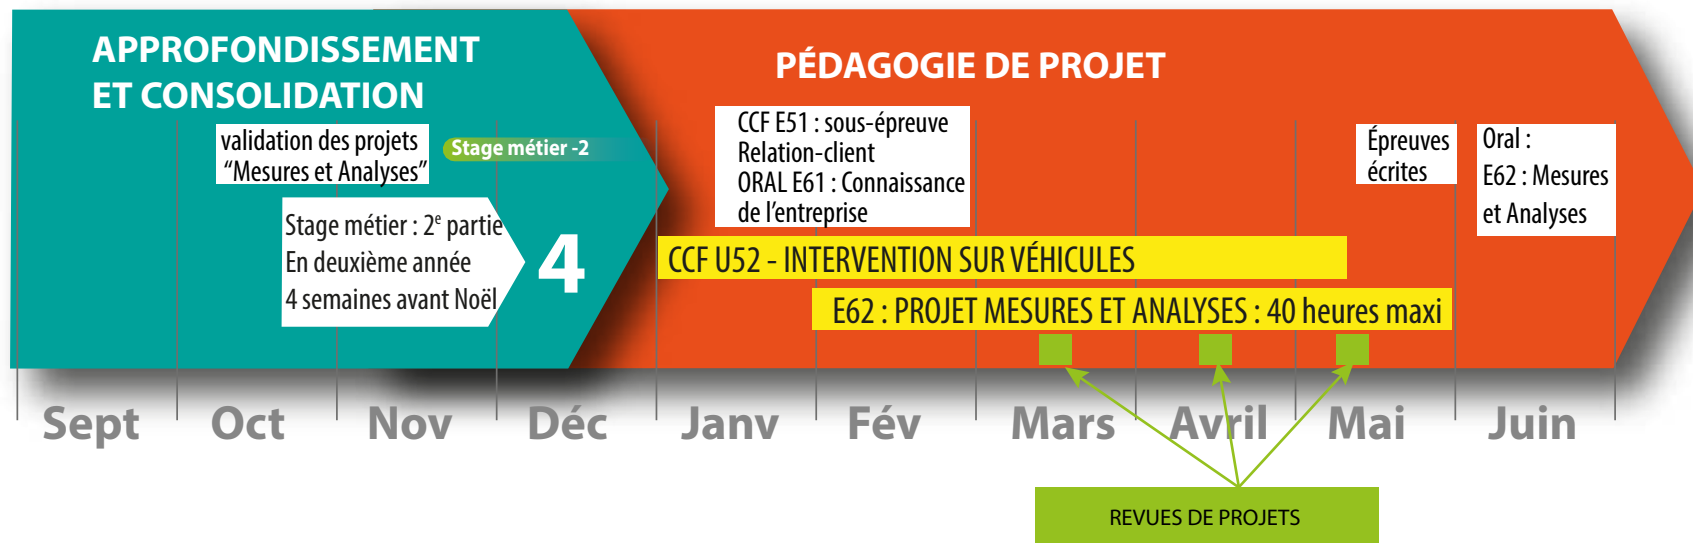 APPROFONDISSEMENT
ET CONSOLIDATION
PÉDAGOGIE DE PROJET
validation des projets
“Mesures et Analyses”
Stage métier -2
Stage métier : 2e partie
En deuxième année
4 semaines avant Noël
4
CCF E51 : sous-épreuve
Relation-client
ORAL E61 : Connaissance
de l’entreprise
Épreuves
écrites
Oral :
E62 : Mesures
et Analyses
CCF U52 - INTERVENTION SUR VÉHICULES
E62 : PROJET MESURES ET ANALYSES : 40 heures maxi
Sept Oct Nov Déc Janv Fév Mars Avril Mai Juin
REVUES DE PROJETS